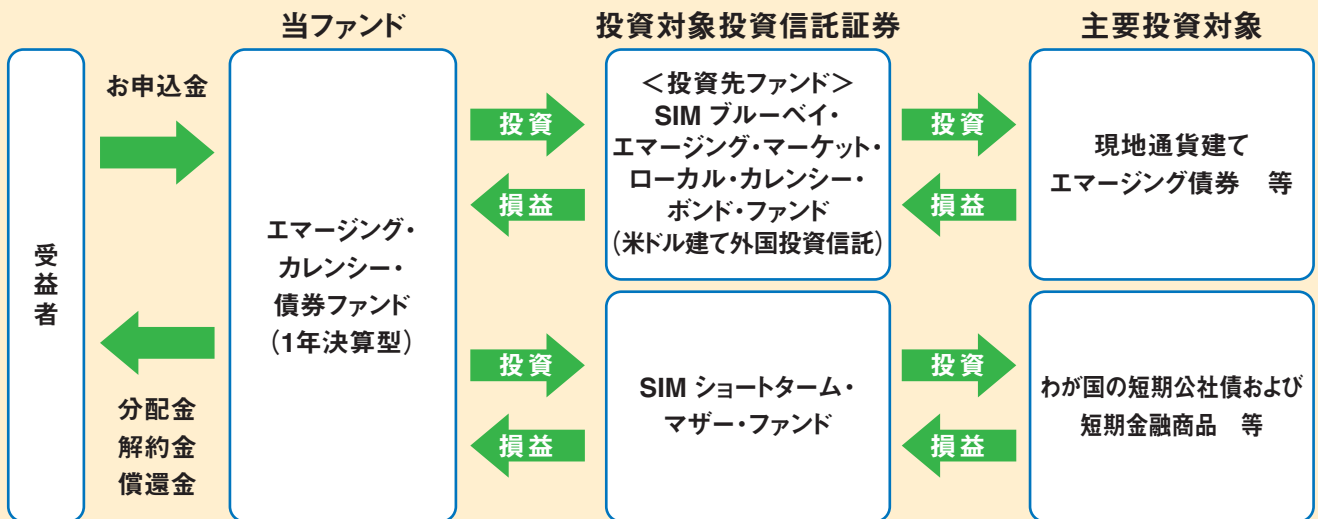 当ファンド
投資対象投資信託証券
主要投資対象
受益者
お申込金
分配金
解約金
償還金
エマージング・
カレンシー・
債券ファンド
(1年決算型)
投資
損益
<投資先ファンド>
SIM ブルーベイ・
エマージング・マーケット・
ローカル・カレンシー・
ボンド・ファンド
(米ドル建て外国投資信託)
投資
損益
現地通貨建て
エマージング債券 等
投資
損益
SIM ショートターム・
マザー・ファンド
投資
損益
わが国の短期公社債および
短期金融商品 等